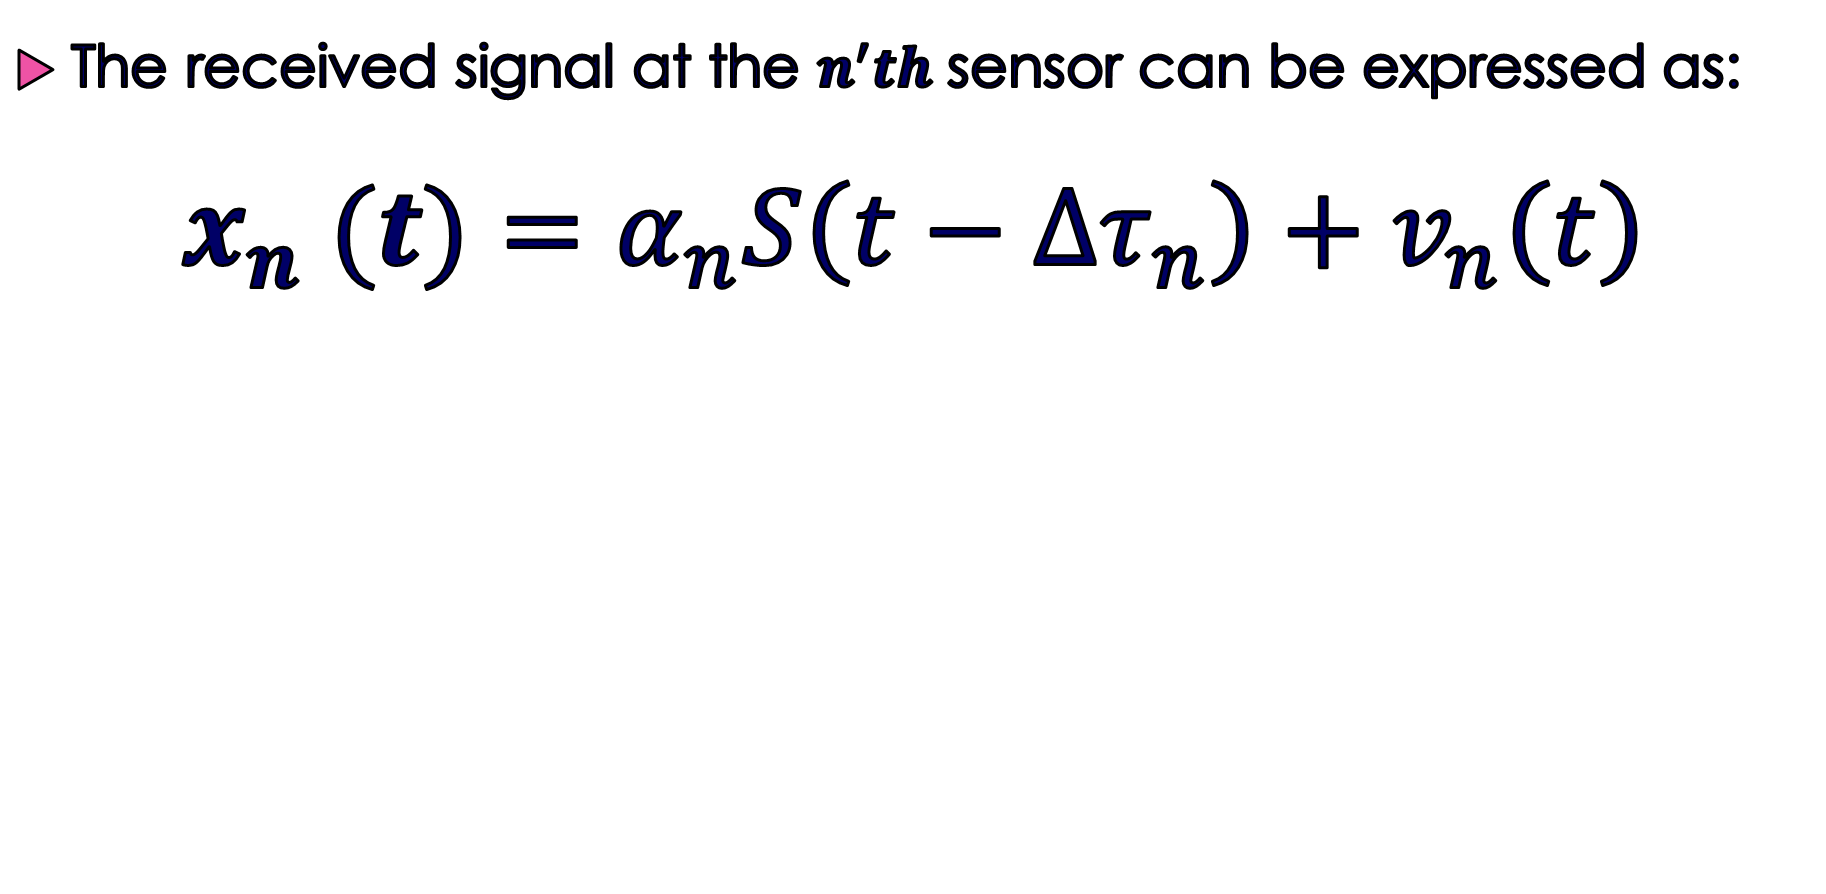 The received signal at the n'th sensor can be expressed as:
xₙ (t) = αₙS(t − Δτₙ) + vₙ(t)